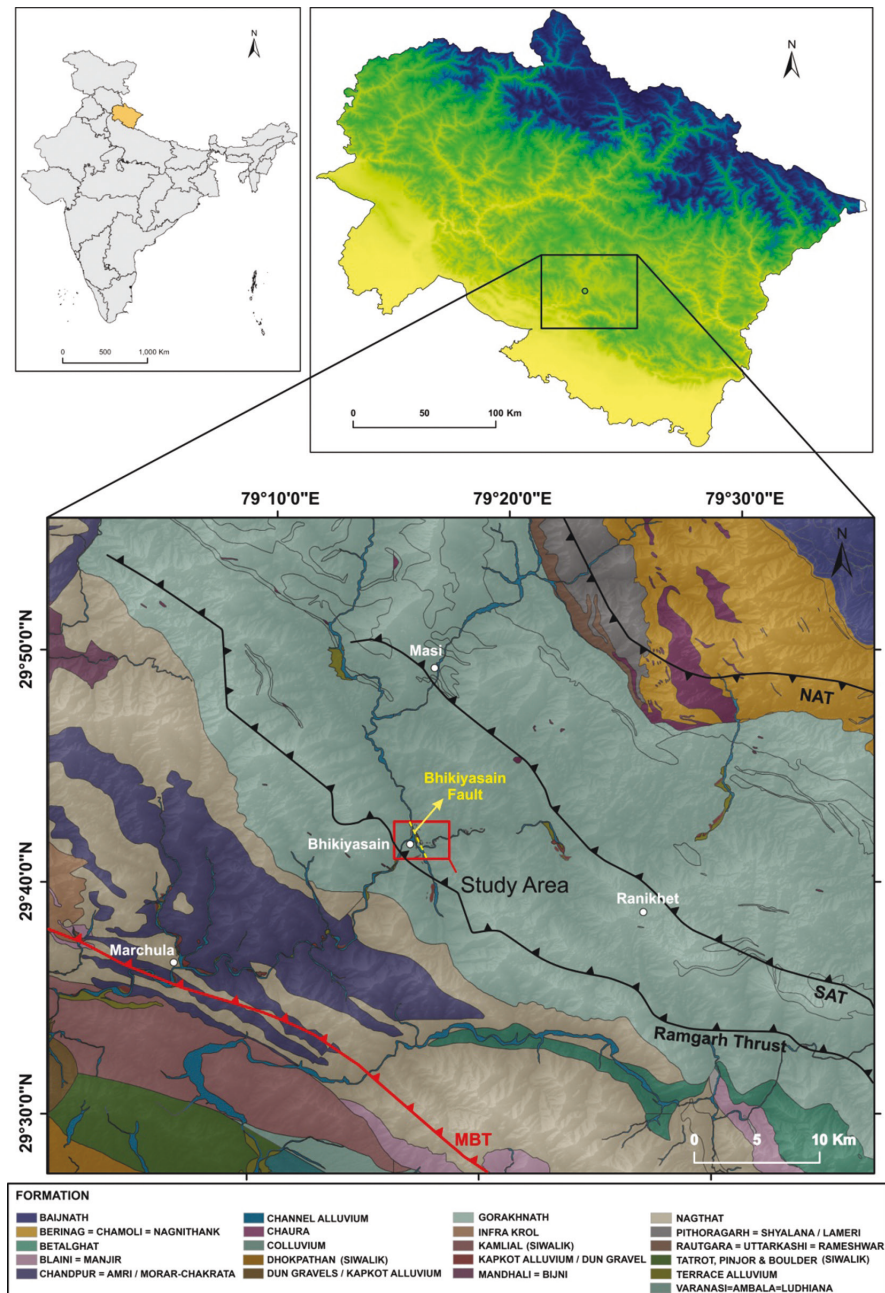 N
N
0 500 1,000 Km
0 50 100 Km
79°10'0"E 79°20'0"E 79°30'0"E
N
29°50'0"N
Masi
NAT
Bhikiyasain
Fault
Bhikiyasain
Study Area
29°40'0"N
Ranikhet
Marchula
SAT
Ramgarh Thrust
29°30'0"N
MBT
0 5 10 Km
FORMATION
BAIJNATH
BERINAG = CHAMOLI = NAGNITHANK
BETALGHAT
BLAINI = MANJIR
CHANDPUR = AMRI / MORAR-CHAKRATA
CHANNEL ALLUVIUM
CHAURA
COLLUVIUM
DHOKPATHAN (SIWALIK)
DUN GRAVELS / KAPKOT ALLUVIUM
GORAKHNATH
INFRA KROL
KAMLIAL (SIWALIK)
KAPKOT ALLUVIUM / DUN GRAVEL
MANDHALI = BIJNI
NAGTHAT
PITHORAGARH = SHYALANA / LAMERI
RAUTGARA = UTTARKASHI = RAMESHWAR
TATROT, PINJOR & BOULDER (SIWALIK)
TERRACE ALLUVIUM
VARANASI=AMBALA=LUDHIANA